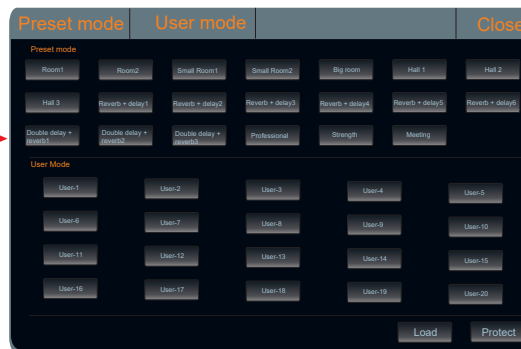 Preset mode User mode Close
Preset mode
Room1 Room2 Small Room1 Small Room2 Big room Hall 1 Hall 2
Hall 3 Reverb + delay1 Reverb + delay2 Reverb + delay3 Reverb + delay4 Reverb + delay5 Reverb + delay6
Double delay + reverb1 Double delay + reverb2 Double delay + reverb3 Professional Strength Meeting
User Mode
User-1 User-2 User-3 User-4 User-5
User-6 User-7 User-8 User-9 User-10
User-11 User-12 User-13 User-14 User-15
User-16 User-17 User-18 User-19 User-20
Load Protect